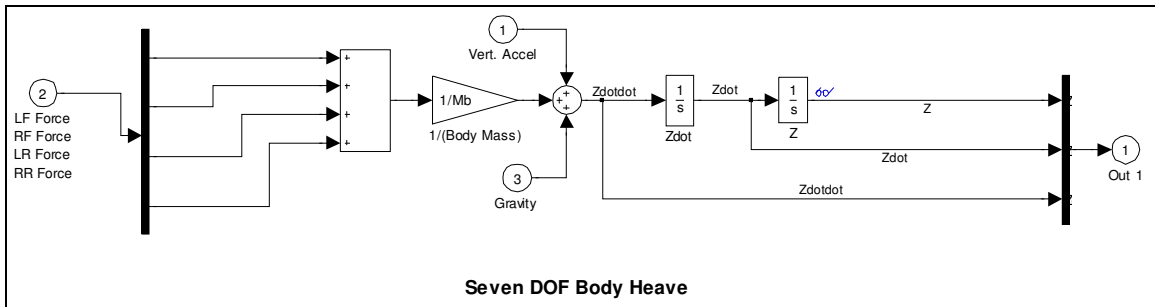 1
Vert. Accel
2
LF Force
RF Force
LR Force
RR Force
+
+
+
+
1/Mb
1/(Body Mass)
+
+
+
Zdotdot
1
s
Zdot
Zdot
1
s
Z
Z
Zdot
Zdotdot
Z
Z
Z
1
Out 1
3
Gravity
Seven DOF Body Heave